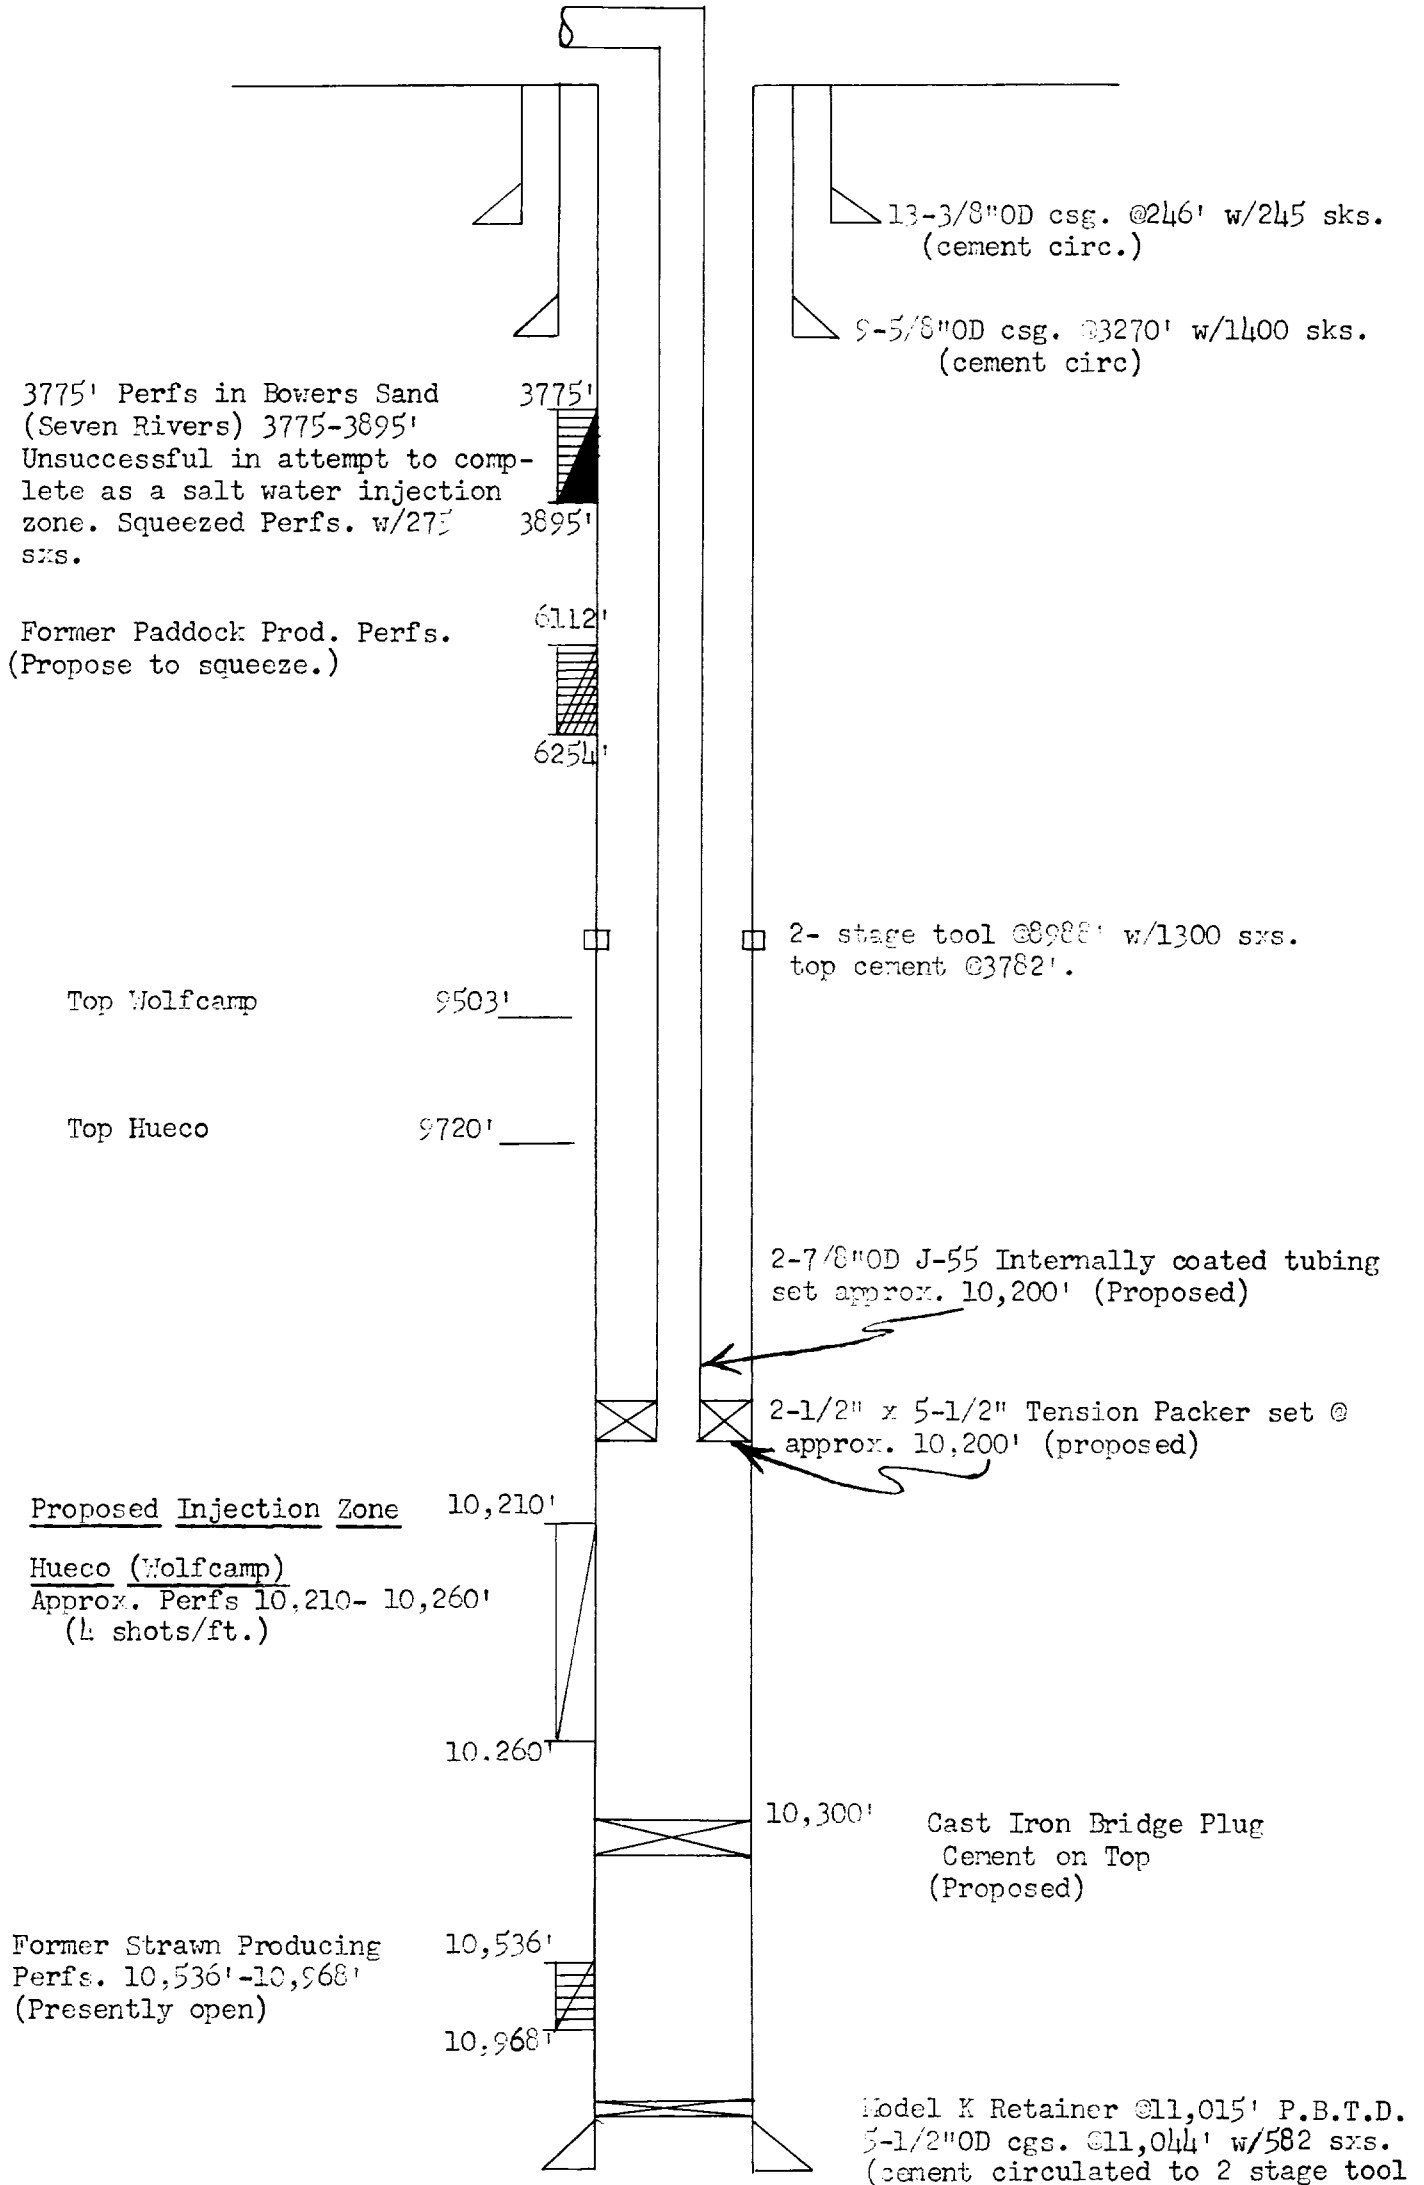 13-3/8"OD csg. @246' w/245 sks.
(cement circ.)
9-5/8"OD csg. @3270' w/1400 sks.
(cement circ)
3775' Perfs in Bowers Sand
(Seven Rivers) 3775-3895'
Unsuccessful in attempt to comp-
lete as a salt water injection
zone. Squeezed Perfs. w/275
sxs.
3775'
3895'
Former Paddock Prod. Perfs.
(Propose to squeeze.)
6112'
6254'
2- stage tool @8988' w/1300 sxs.
top cement @3782'.
Top Wolfcamp 9503'
Top Hueco 9720'
2-7/8"OD J-55 Internally coated tubing
set approx. 10,200' (Proposed)
2-1/2" x 5-1/2" Tension Packer set @
approx. 10,200' (proposed)
Proposed Injection Zone 10,210'
Hueco (Wolfcamp)
Approx. Perfs 10,210- 10,260'
(4 shots/ft.)
10.260'
10,300' Cast Iron Bridge Plug
Cement on Top
(Proposed)
Former Strawn Producing 10,536'
Perfs. 10,536'-10,968'
(Presently open)
10,968'
Model K Retainer @11,015' P.B.T.D.
5-1/2"OD cgs. @11,044' w/582 sxs.
(cement circulated to 2 stage tool